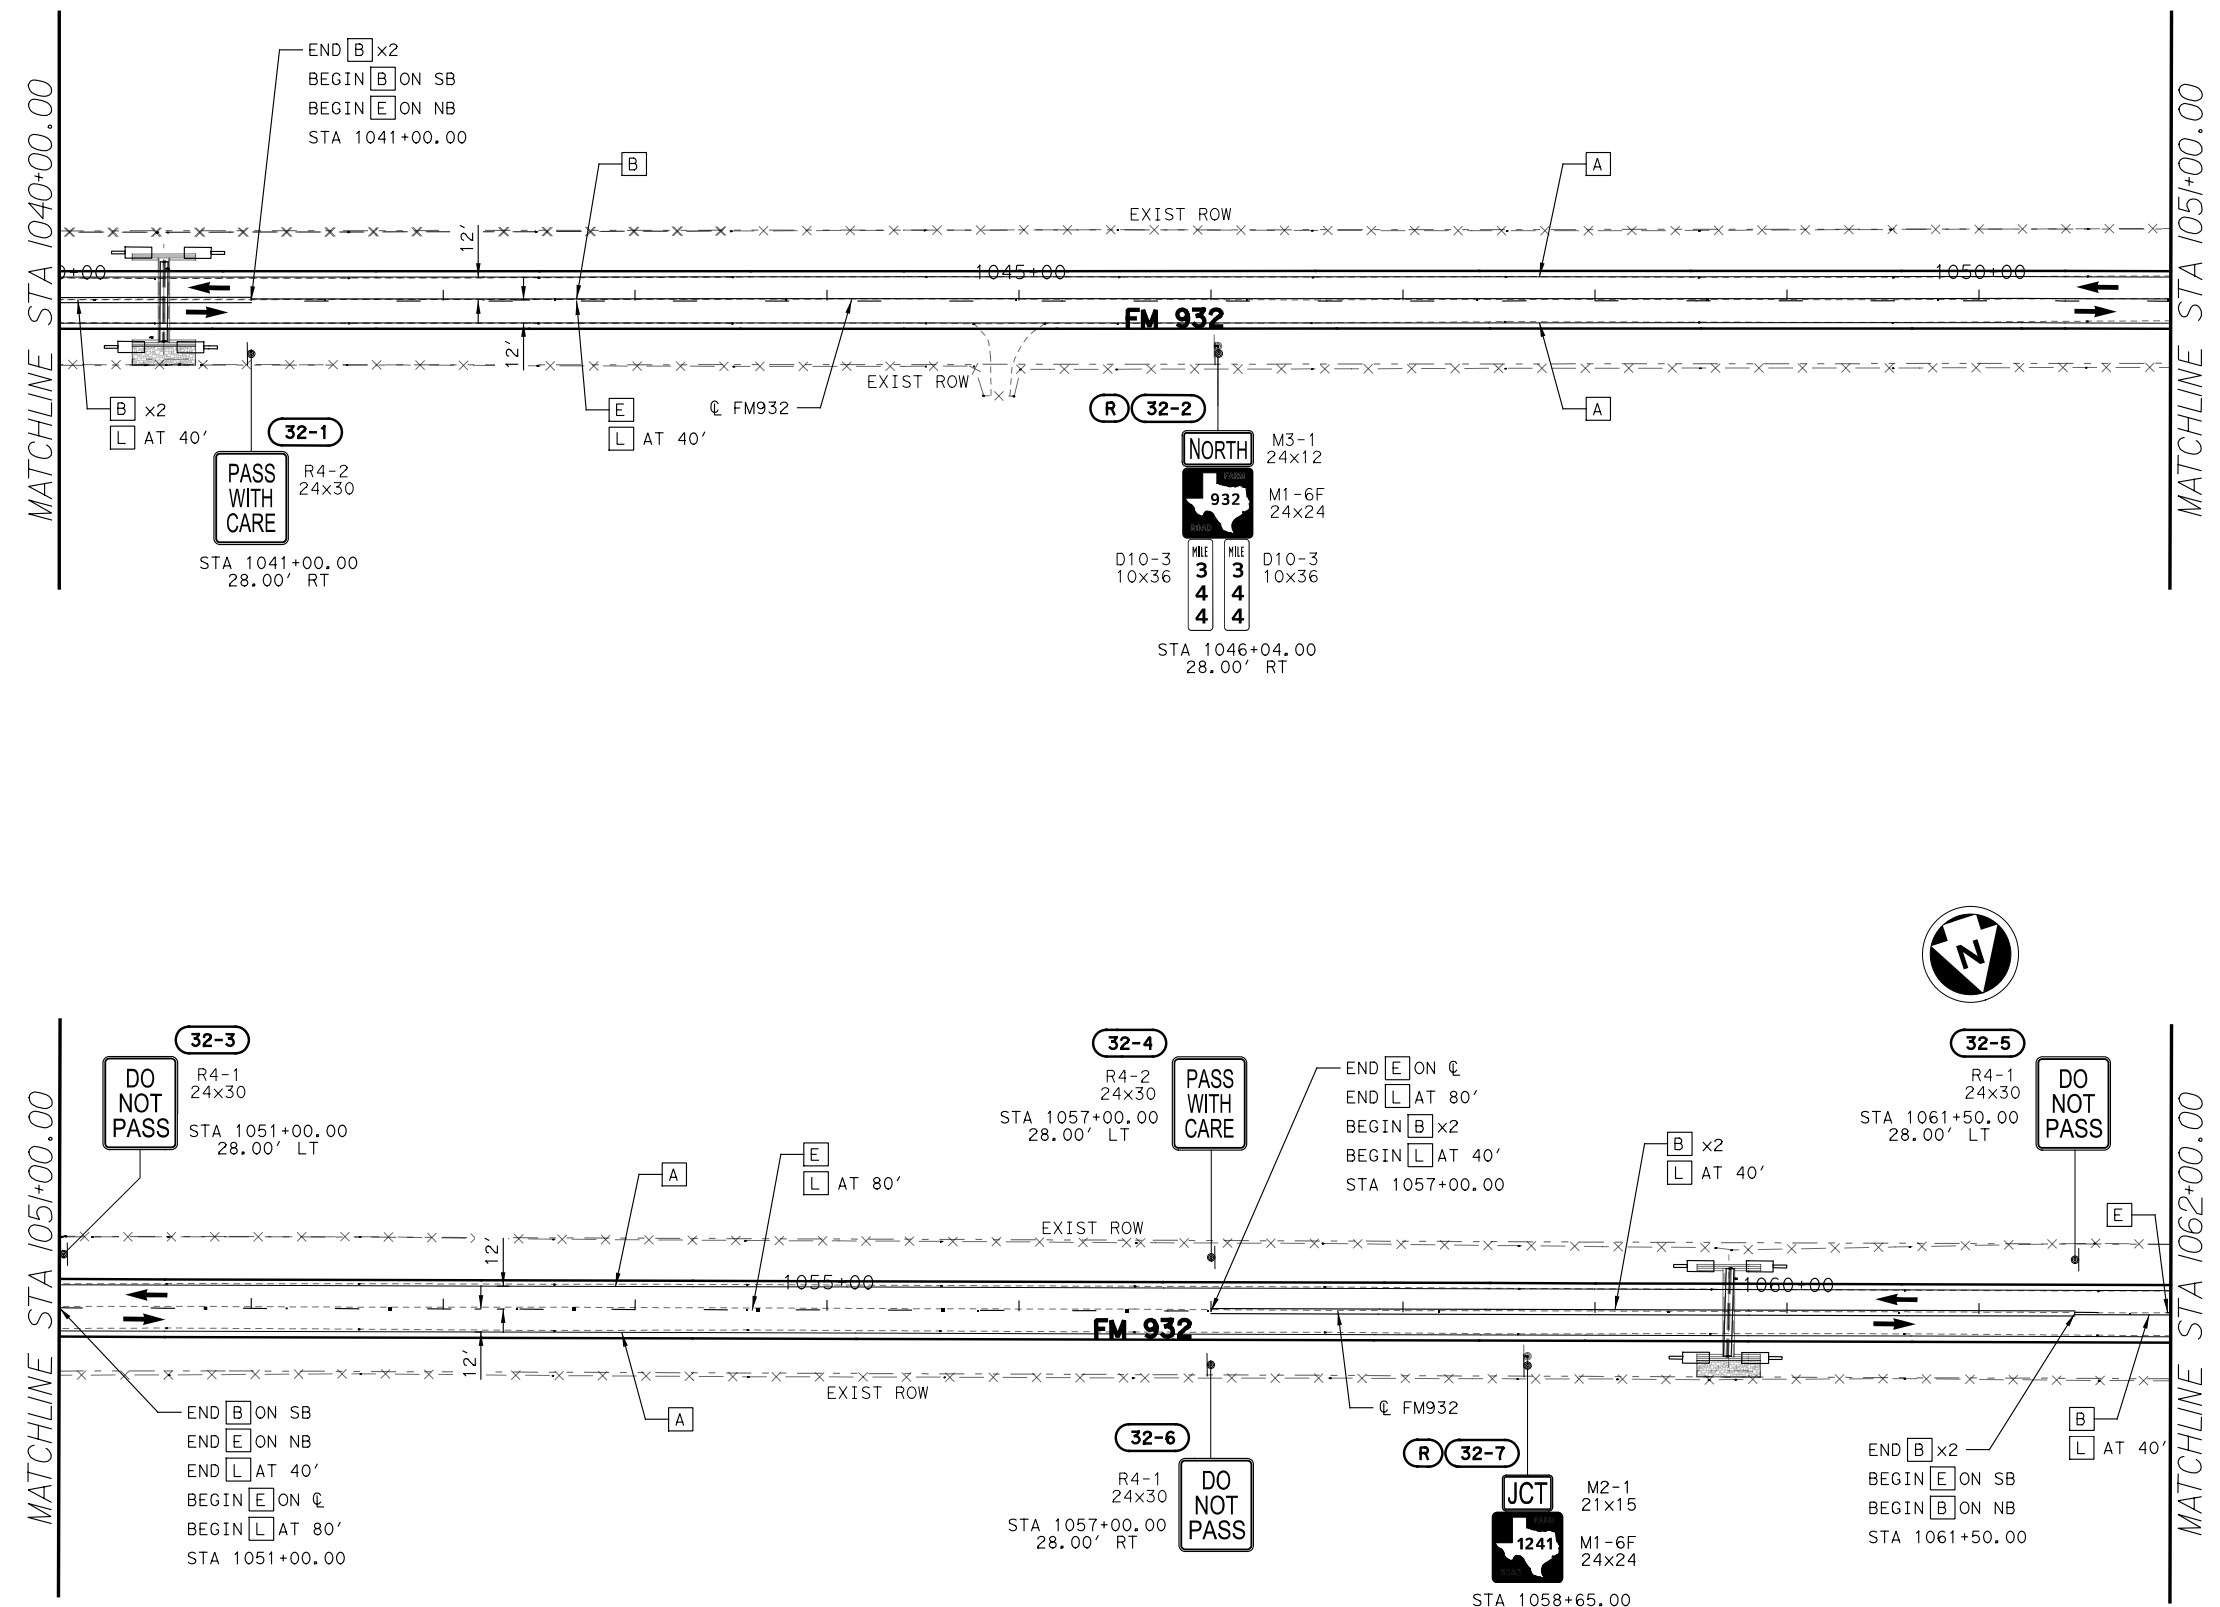 MATCHLINE STA 1040+00.00
END B x2
BEGIN B ON SB
BEGIN E ON NB
STA 1041+00.00
B
A
EXIST ROW
12'
0+00
1045+00
1050+00
FM 932
12'
EXIST ROW
B x2
L AT 40'
32-1
PASS
WITH
CARE
R4-2
24x30
STA 1041+00.00
28.00' RT
E
L AT 40'
℄ FM932
R 32-2
NORTH
M3-1
24x12
FARM
932
ROAD
M1-6F
24x24
D10-3
10x36
MILE
3
4
4
MILE
3
4
4
D10-3
10x36
STA 1046+04.00
28.00' RT
A
MATCHLINE STA 1051+00.00
N
MATCHLINE STA 1051+00.00
32-3
DO
NOT
PASS
R4-1
24x30
STA 1051+00.00
28.00' LT
A
E
L AT 80'
32-4
R4-2
24x30
STA 1057+00.00
28.00' LT
PASS
WITH
CARE
END E ON ℄
END L AT 80'
BEGIN B x2
BEGIN L AT 40'
STA 1057+00.00
B x2
L AT 40'
32-5
R4-1
24x30
STA 1061+50.00
28.00' LT
DO
NOT
PASS
E
EXIST ROW
12'
1055+00
1060+00
FM 932
12'
EXIST ROW
END B ON SB
END E ON NB
END L AT 40'
BEGIN E ON ℄
BEGIN L AT 80'
STA 1051+00.00
A
32-6
R4-1
24x30
STA 1057+00.00
28.00' RT
DO
NOT
PASS
℄ FM932
R 32-7
JCT
M2-1
21x15
FARM
1241
ROAD
M1-6F
24x24
STA 1058+65.00
END B x2
BEGIN E ON SB
BEGIN B ON NB
STA 1061+50.00
B
L AT 40'
MATCHLINE STA 1062+00.00